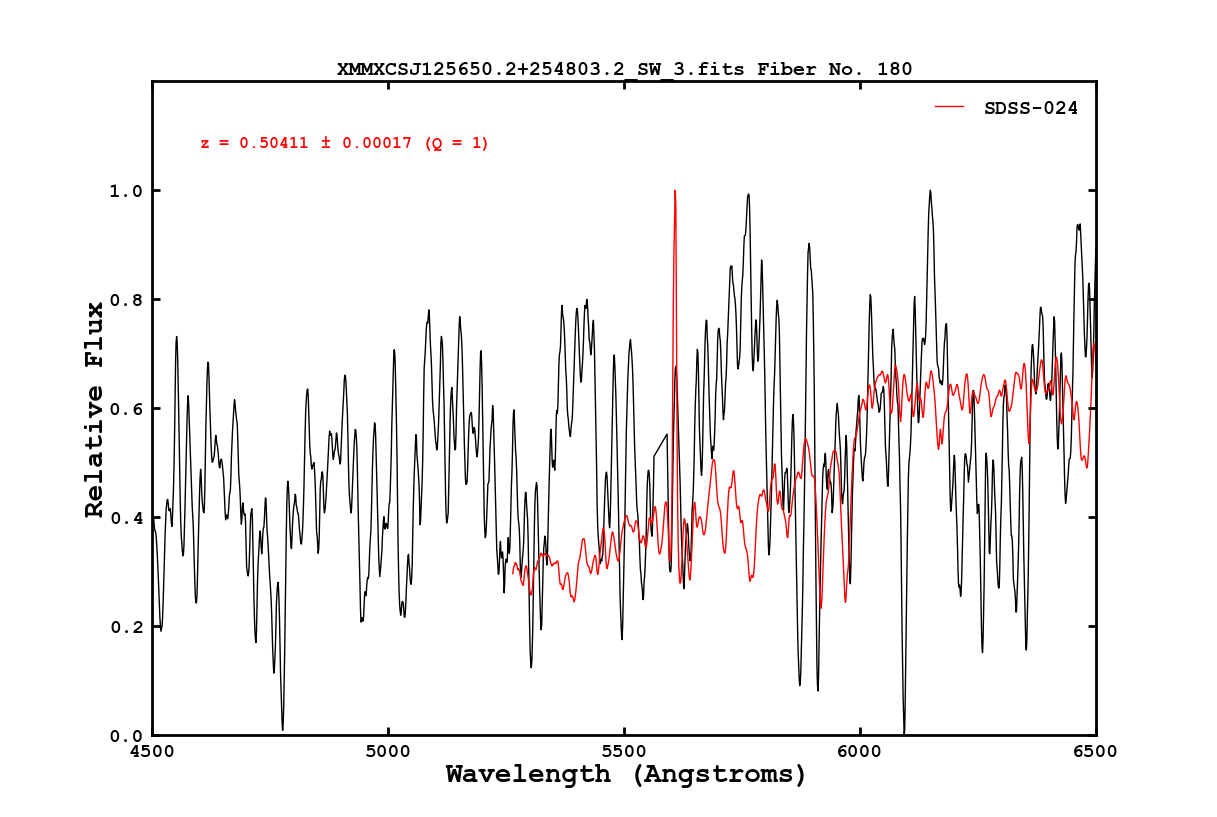 XMMXCSJ125650.2+254803.2_SW_3.fits Fiber No. 180
SDSS-024
z = 0.50411 ± 0.00017 (Q = 1)
1.0
0.8
0.6
0.4
0.2
0.0
Relative Flux
4500 5000 5500 6000 6500
Wavelength (Angstroms)